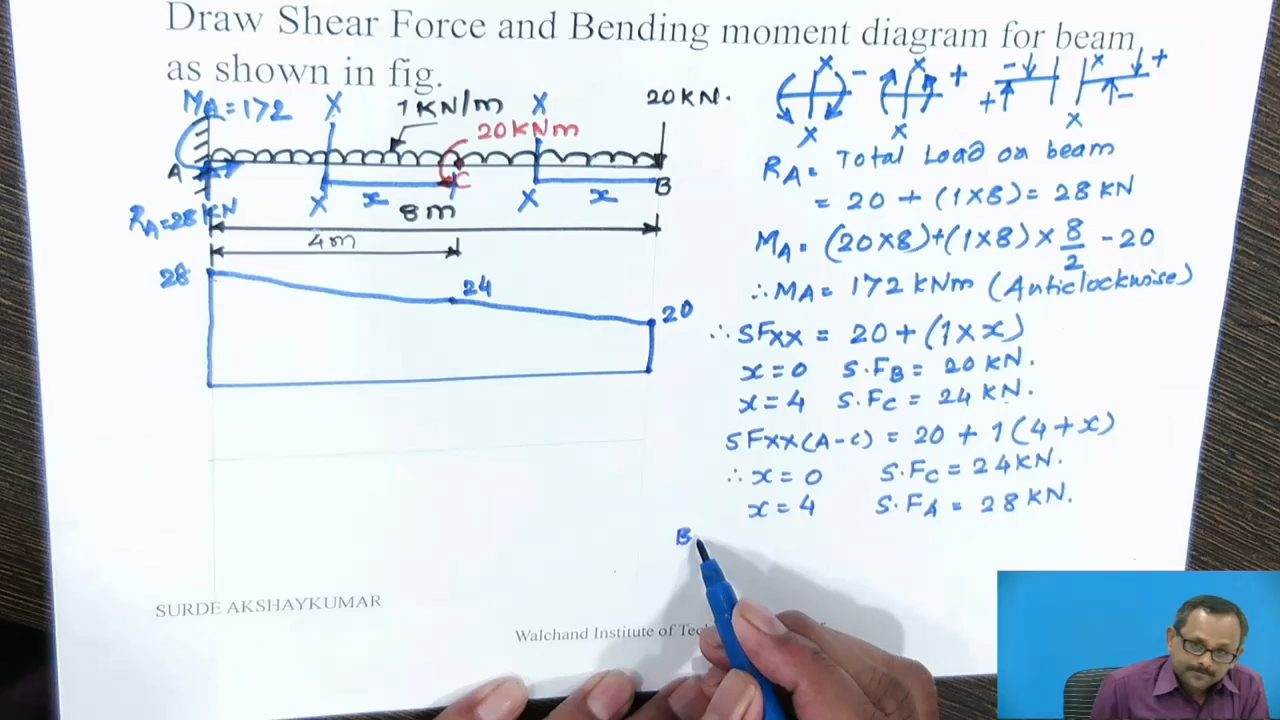 Draw Shear Force and Bending moment diagram for beam
as shown in fig.
MA = 172
X
1 KN/m
X
20 KN.
20 KNm
A
C
B
X
x
8 m
X
x
RA = 28 KN
4 m
28
24
20
X - X + - X +
+ -
X X X
RA = Total Load on beam
= 20 + (1 x 8) = 28 KN
MA = (20 x 8) + (1 x 8) x 8/2 - 20
∴ MA = 172 KNm (Anticlockwise)
∴ SFxx = 20 + (1 x x)
x = 0 S.FB = 20 KN.
x = 4 S.FC = 24 KN.
SFxx (A-C) = 20 + 1 (4 + x)
∴ x = 0 S.FC = 24 KN.
x = 4 S.FA = 28 KN.
B
SURDE AKSHAYKUMAR
Walchand Institute of